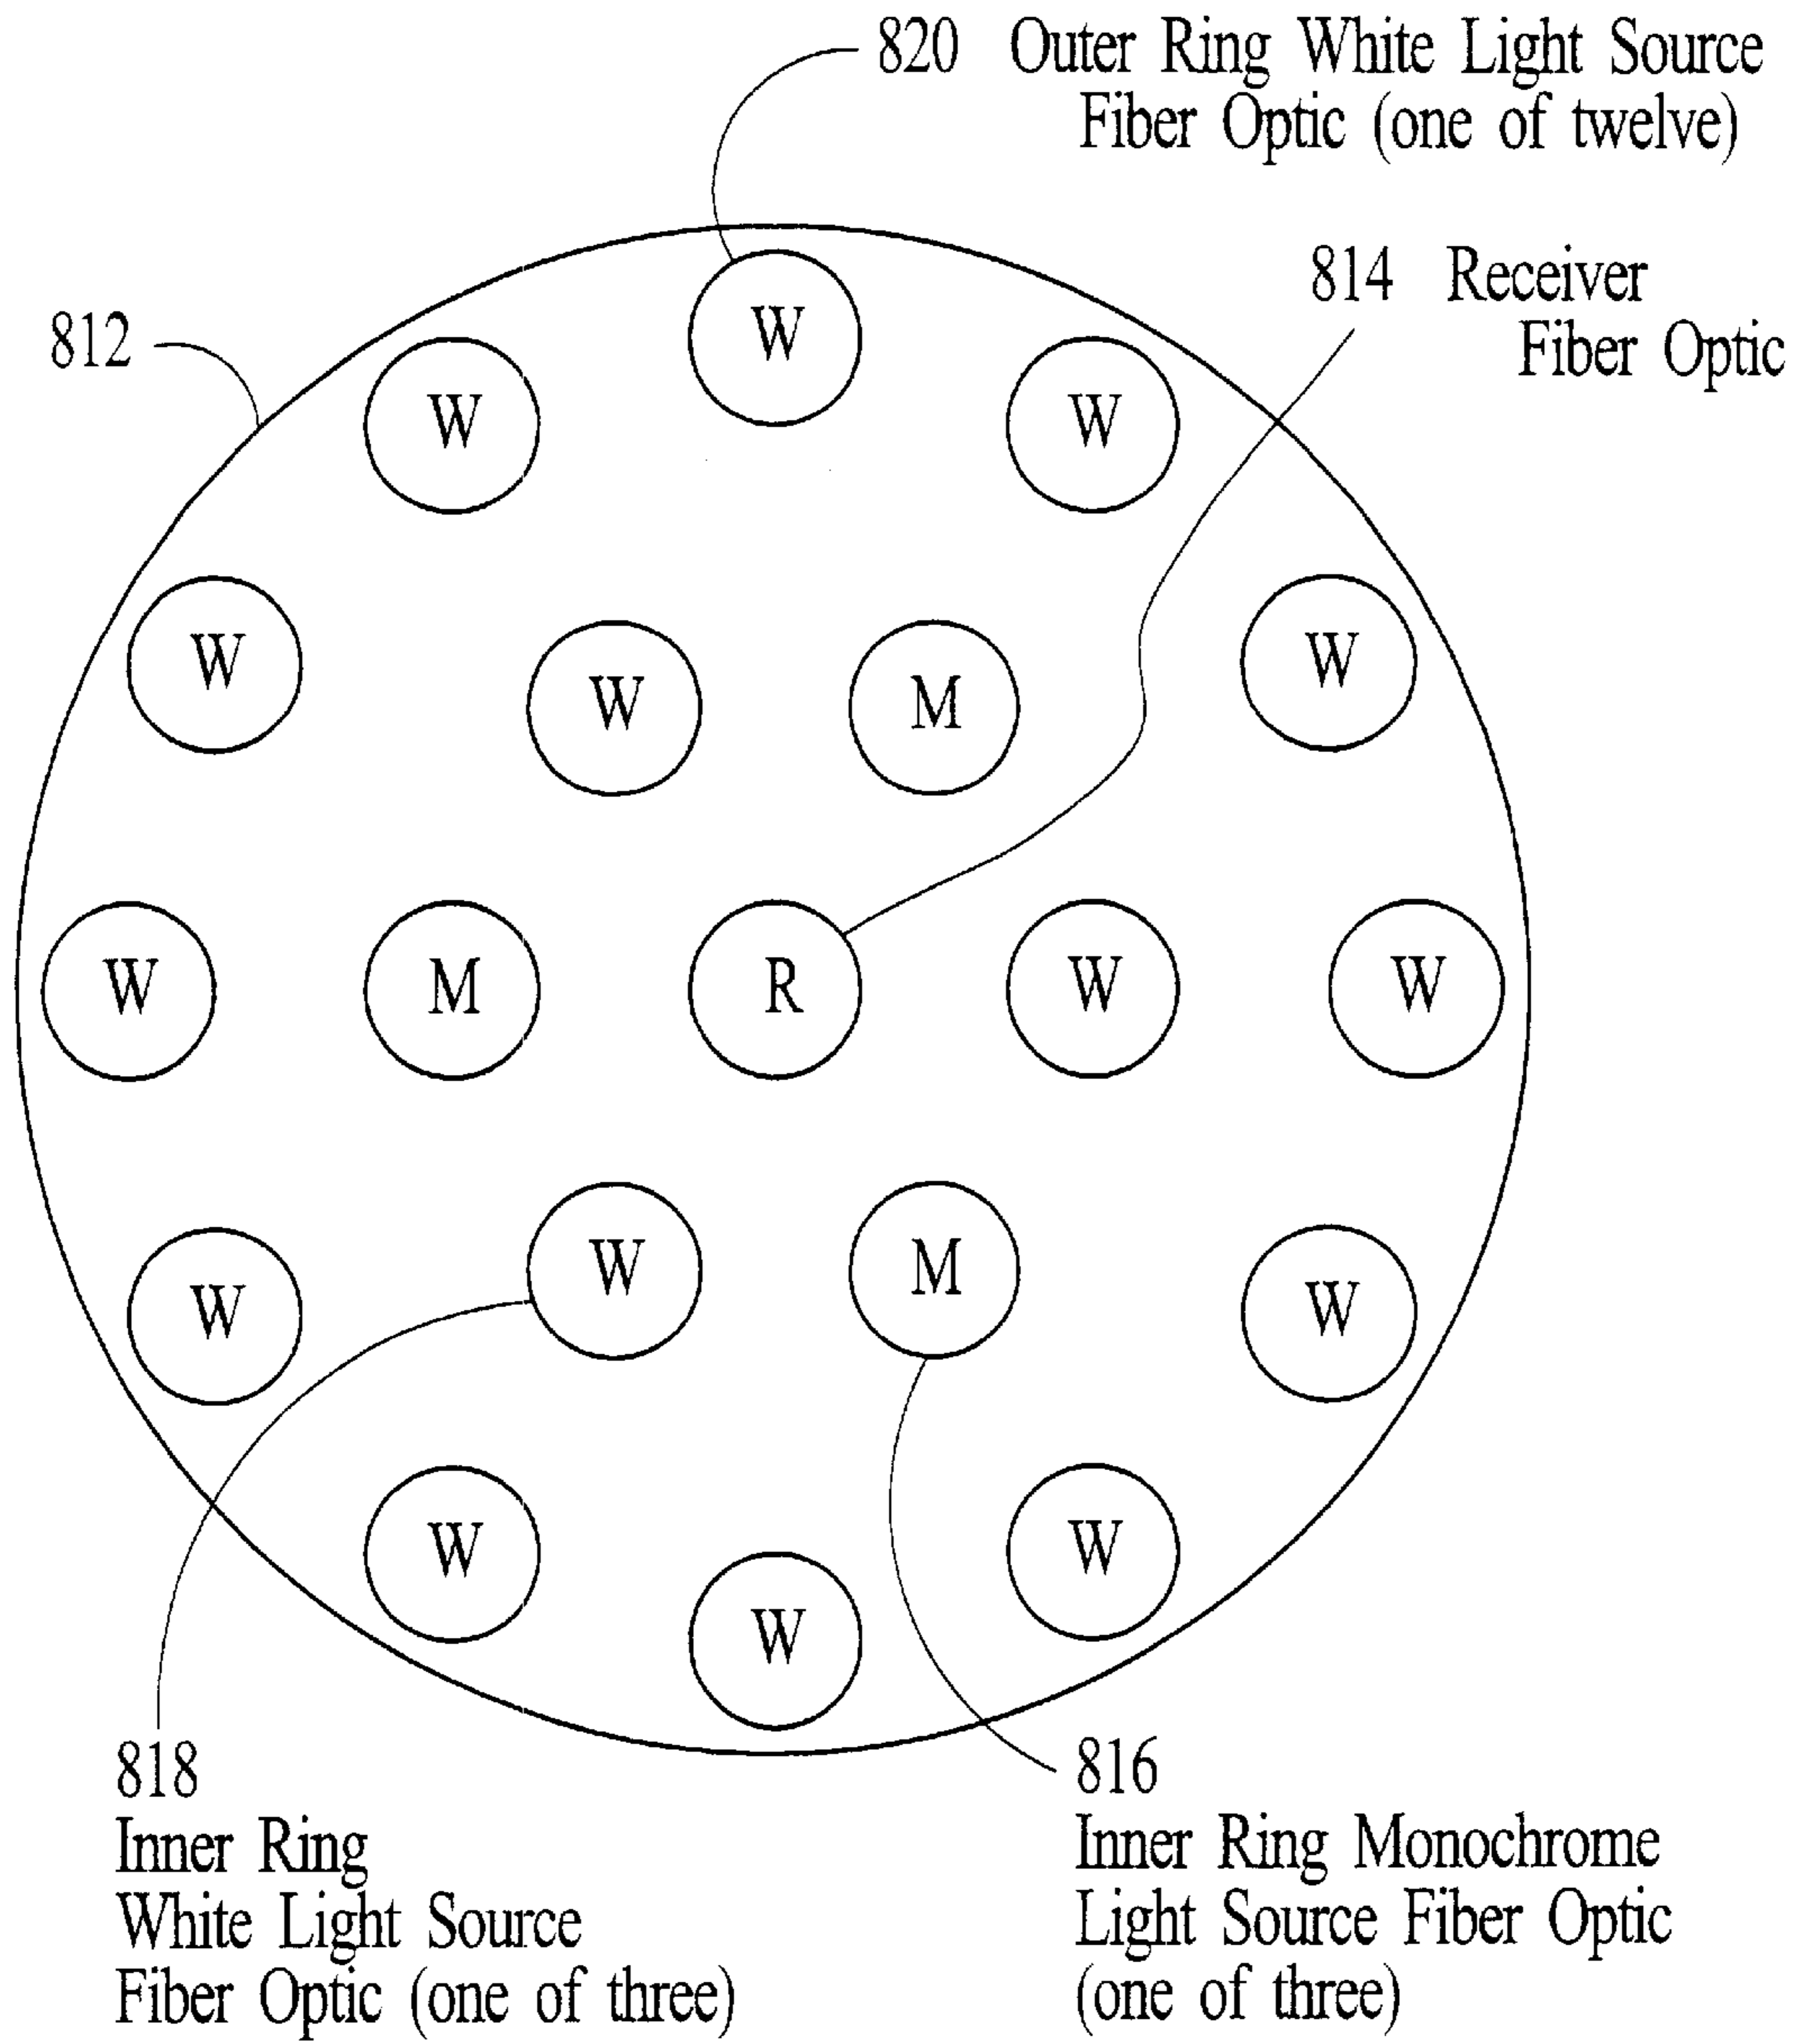 820 Outer Ring White Light Source
Fiber Optic (one of twelve)
814 Receiver
Fiber Optic
812
W
W W
W W
W M
W M R W W
W M
W W
W W
W
818
Inner Ring
White Light Source
Fiber Optic (one of three)
816
Inner Ring Monochrome
Light Source Fiber Optic
(one of three)